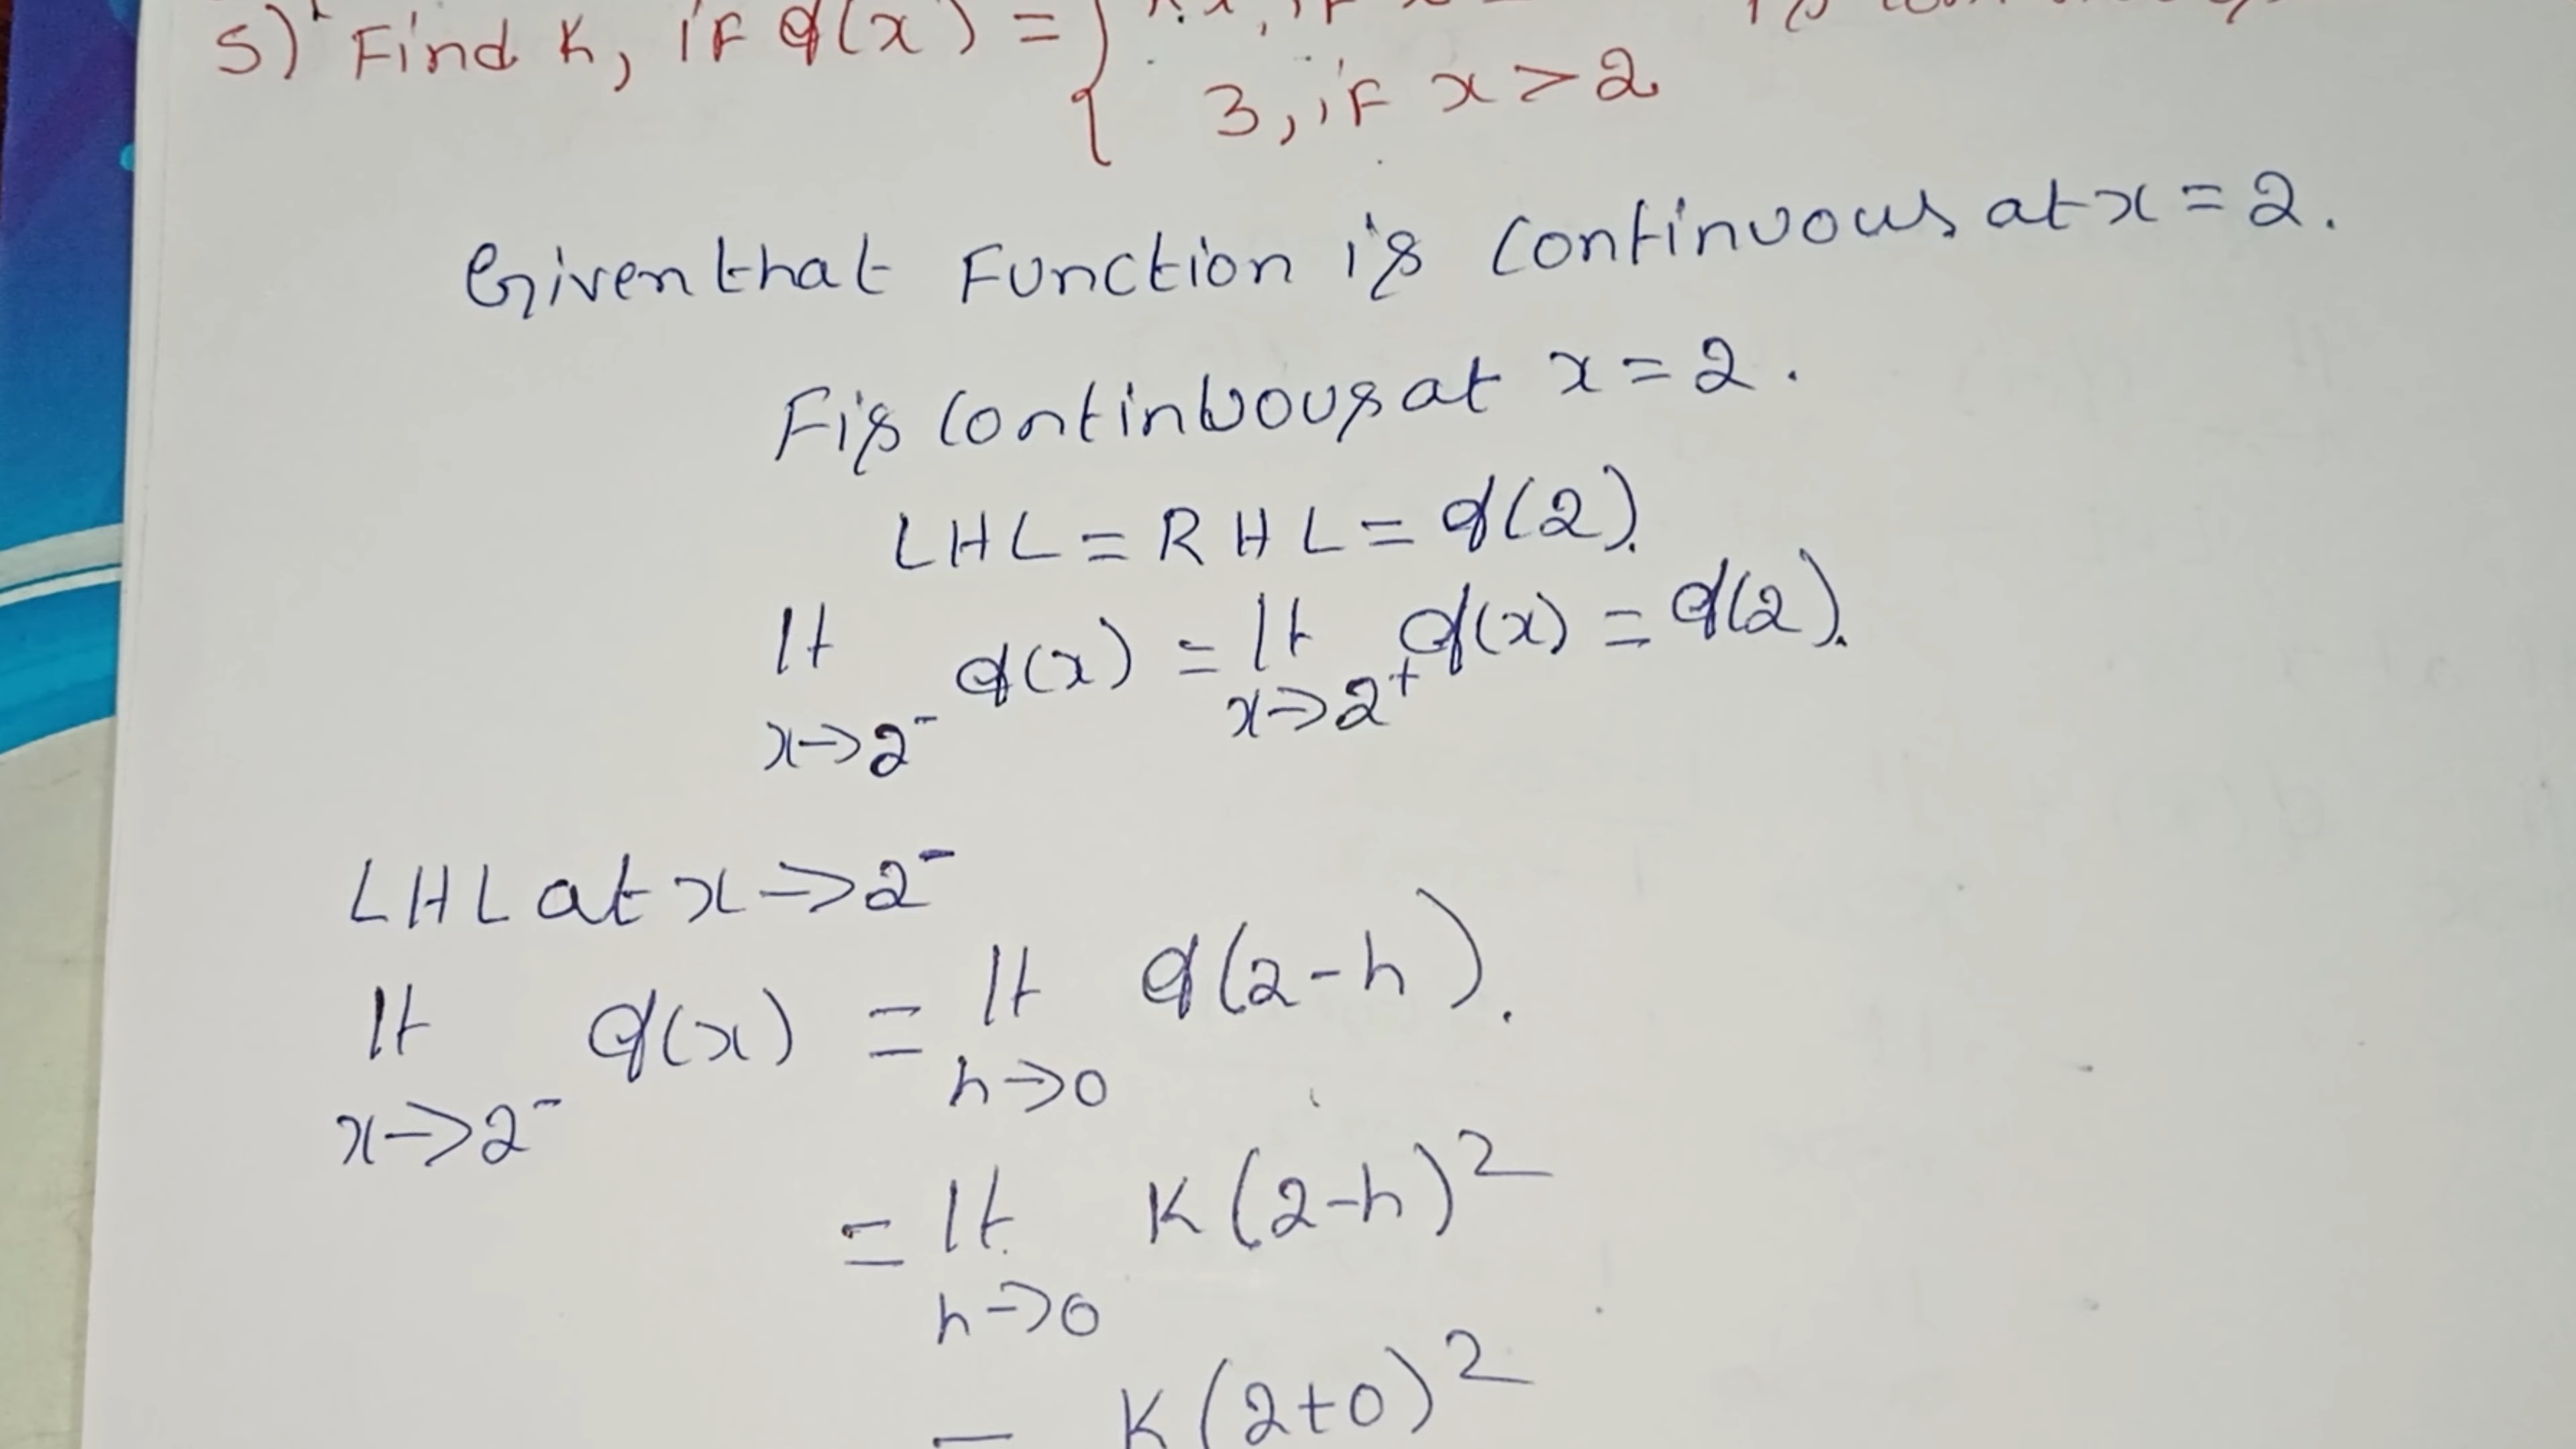 5) Find K, if f(x) = {
3, if x > 2
Given that Function is Continuous at x = 2.
F is Continuous at x = 2.
LHL = RHL = f(2).
lt f(x) = lt f(x) = f(2).
x→2⁻ x→2⁺
LHL at x→2⁻
lt f(x) = lt f(2-h).
x→2⁻ h→0
= lt K(2-h)²
h→0
= K(2+0)²